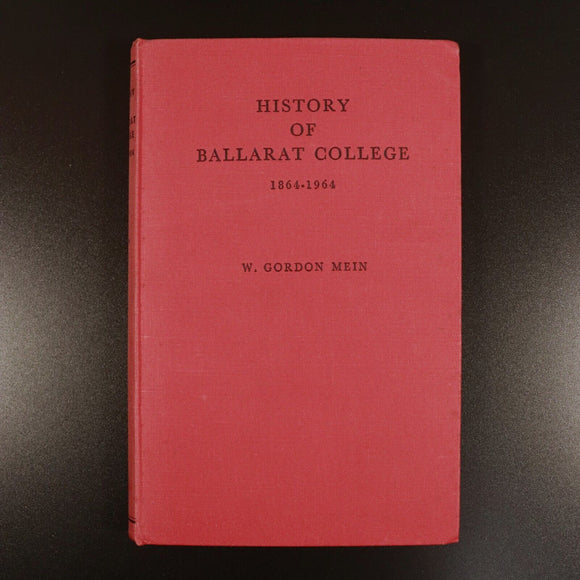 HISTORY
OF
BALLARAT COLLEGE
1864-1964
W. GORDON MEIN